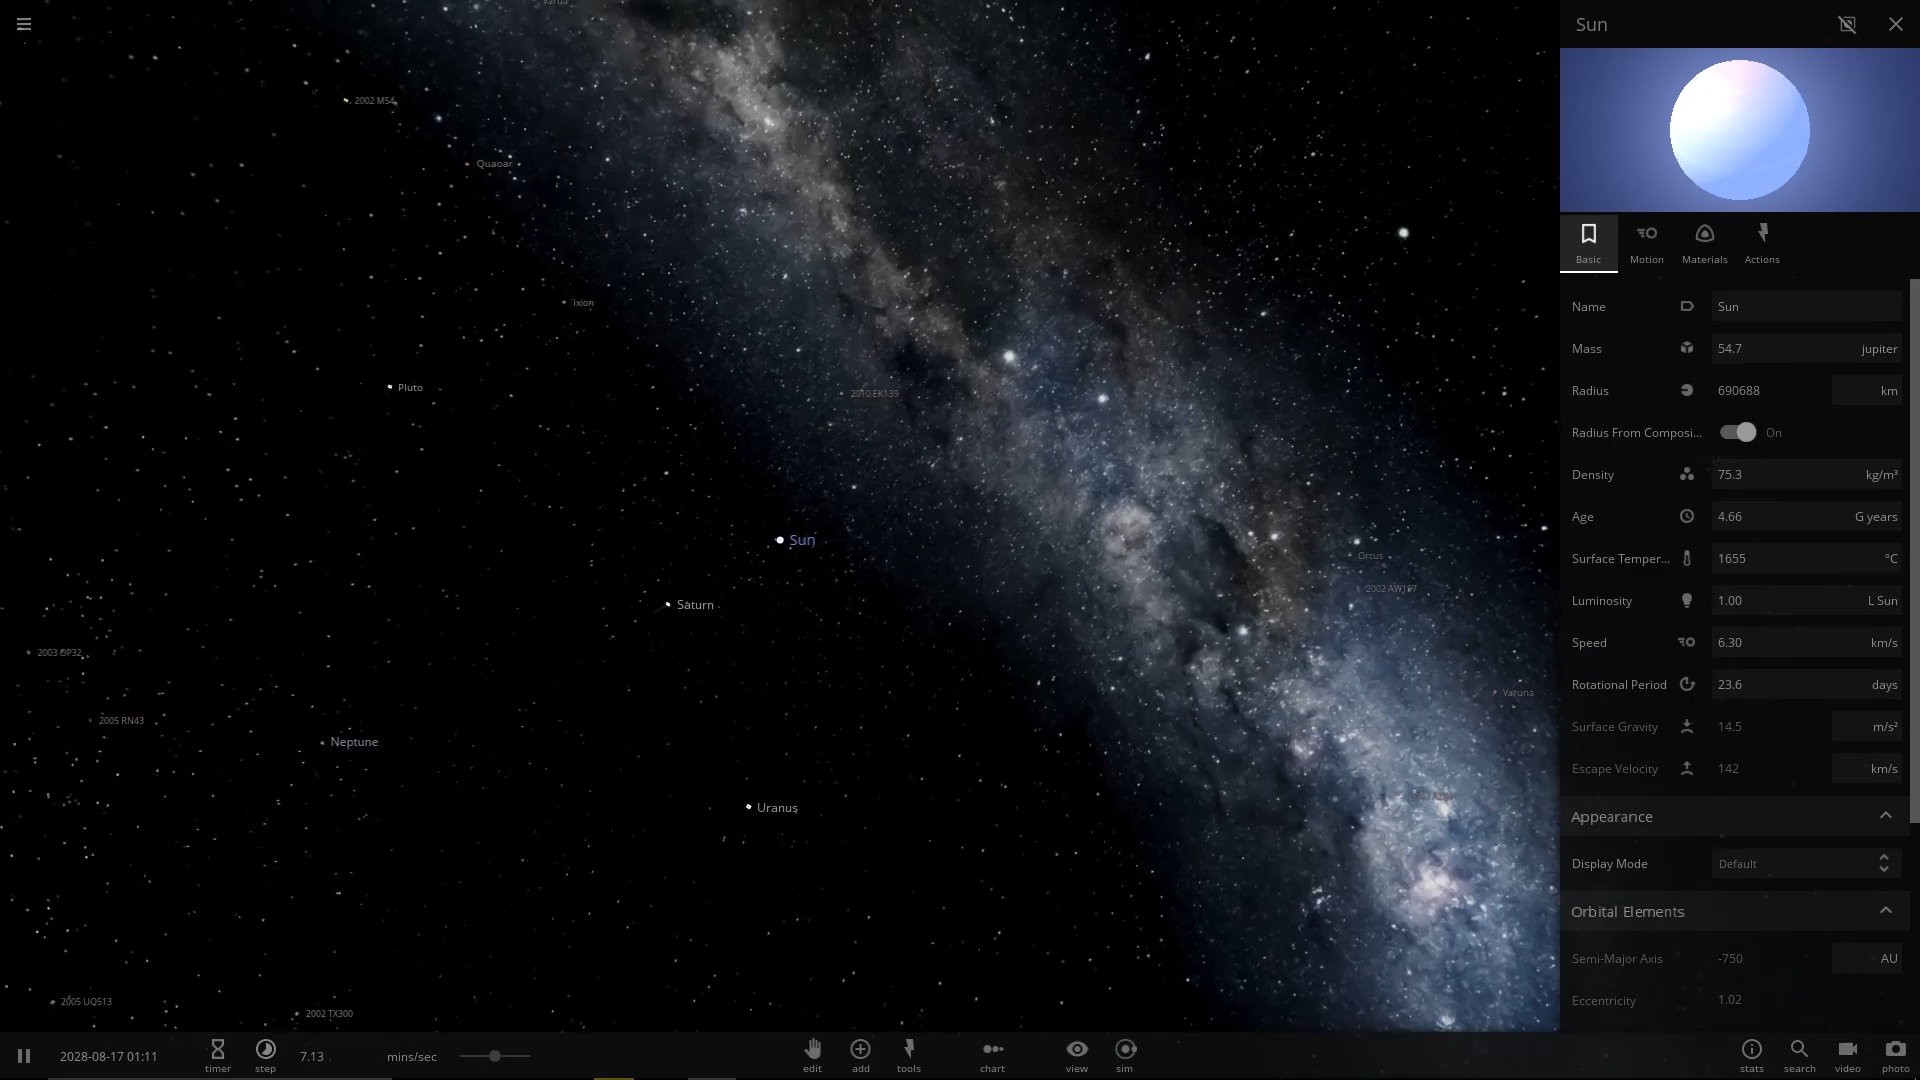 Varda
Sun
2002 MS4
Quaoar
Ixion
Pluto
2010 EK139
Sun
Saturn
Orcus
2002 AW197
2003 OP32
Varuna
2005 RN43
Neptune
Uranus
2005 UQ513
2002 TX300
Basic
Motion
Materials
Actions
Name Sun
Mass 54.7 jupiter
Radius 690688 km
Radius From Composi... On
Density 75.3 kg/m³
Age 4.66 G years
Surface Temper... 1655 °C
Luminosity 1.00 L Sun
Speed 6.30 km/s
Rotational Period 23.6 days
Surface Gravity 14.5 m/s²
Escape Velocity 142 km/s
Appearance
Display Mode Default
Orbital Elements
Semi-Major Axis -750 AU
Eccentricity 1.02
2028-08-17 01:11
timer
step
7.13 mins/sec
edit
add
tools
chart
view
sim
stats
search
video
photo